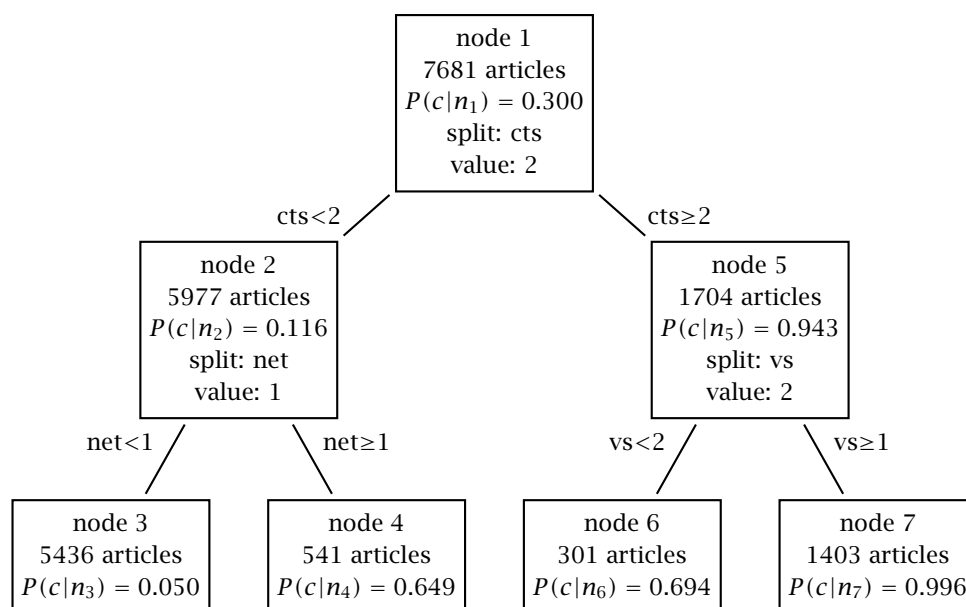 node 1
7681 articles
P(c|n₁) = 0.300
split: cts
value: 2
cts<2
cts≥2
node 2
5977 articles
P(c|n₂) = 0.116
split: net
value: 1
node 5
1704 articles
P(c|n₅) = 0.943
split: vs
value: 2
net<1
net≥1
vs<2
vs≥1
node 3
5436 articles
P(c|n₃) = 0.050
node 4
541 articles
P(c|n₄) = 0.649
node 6
301 articles
P(c|n₆) = 0.694
node 7
1403 articles
P(c|n₇) = 0.996